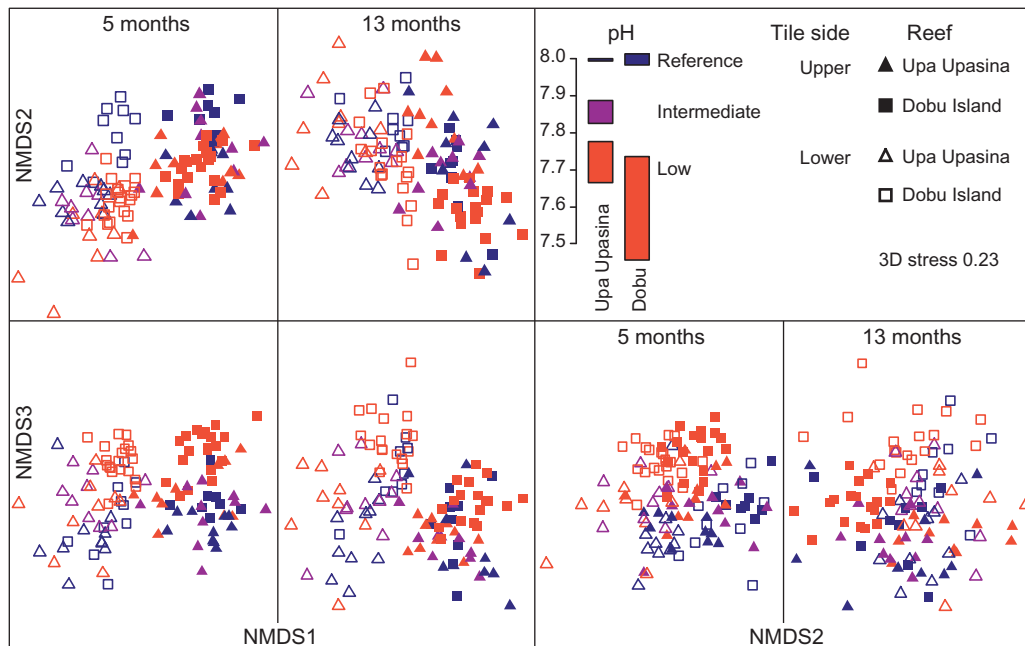 5 months
13 months
NMDS2
pH
Tile side
Reef
8.0
7.9
7.8
7.7
7.6
7.5
Reference
Intermediate
Low
Upa Upasina
Dobu
Upper
Upa Upasina
Dobu Island
Lower
Upa Upasina
Dobu Island
3D stress 0.23
NMDS3
5 months
13 months
NMDS1
NMDS2